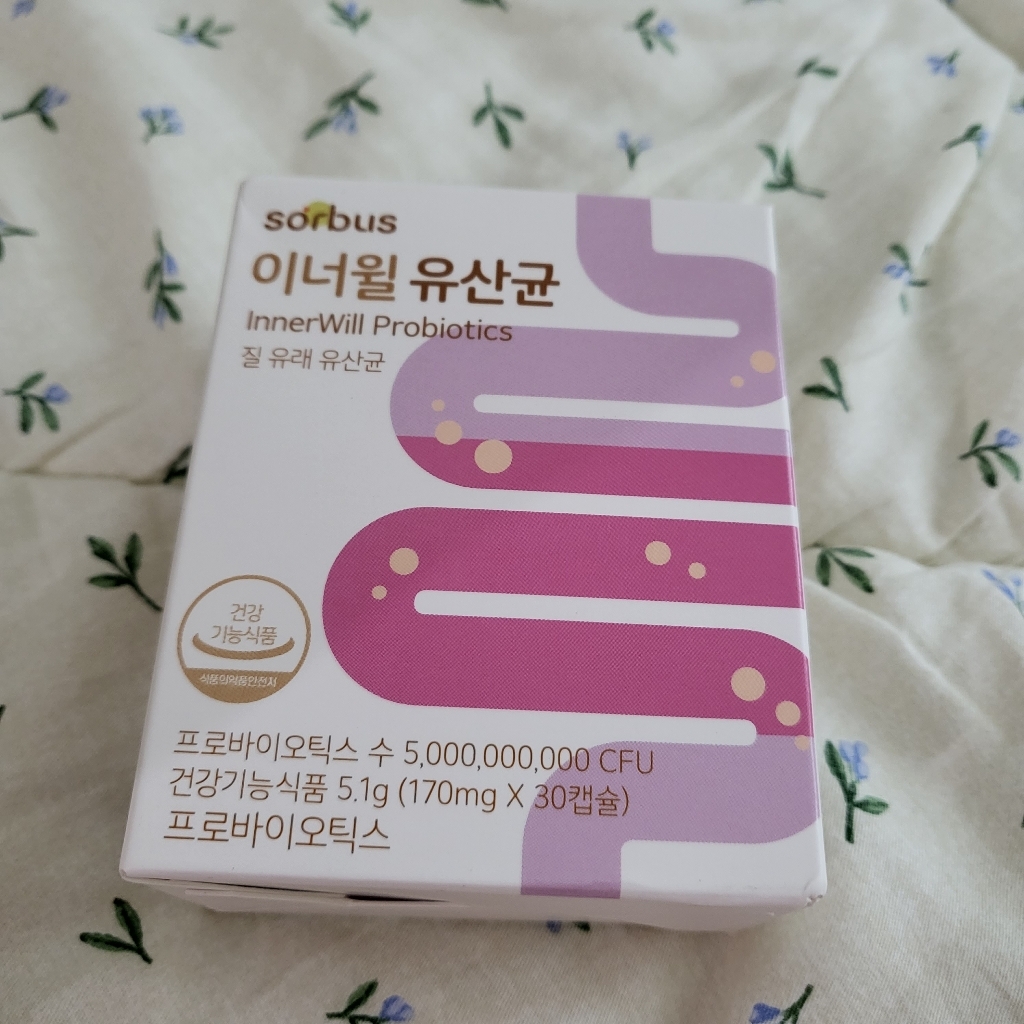 sorbus
이너윌 유산균
InnerWill Probiotics
질 유래 유산균
건강
기능식품
식품의약품안전처
프로바이오틱스 수 5,000,000,000 CFU
건강기능식품 5.1g (170mg X 30캡슐)
프로바이오틱스